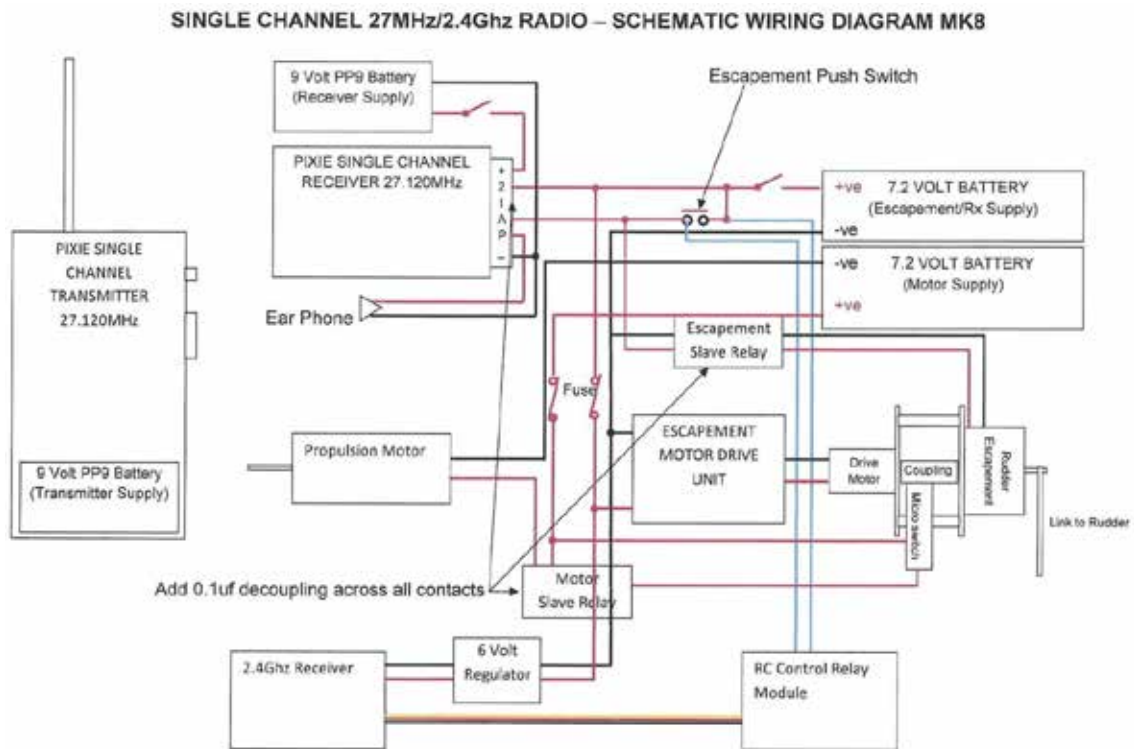 SINGLE CHANNEL 27MHz/2.4Ghz RADIO – SCHEMATIC WIRING DIAGRAM MK8
9 Volt PP9 Battery
(Receiver Supply)
Escapement Push Switch
PIXIE SINGLE CHANNEL
RECEIVER 27.120MHz
+
2
1
A
P
–
+ve
7.2 VOLT BATTERY
(Escapement/Rx Supply)
-ve
-ve
7.2 VOLT BATTERY
(Motor Supply)
+ve
PIXIE SINGLE
CHANNEL
TRANSMITTER
27.120MHz
Ear Phone
Escapement
Slave Relay
Fuse
Propulsion Motor
ESCAPEMENT
MOTOR DRIVE
UNIT
Drive
Motor
Coupling
Micro switch
Rudder
Escapement
Link to Rudder
9 Volt PP9 Battery
(Transmitter Supply)
Add 0.1uf decoupling across all contacts
Motor
Slave Relay
2.4Ghz Receiver
6 Volt
Regulator
RC Control Relay
Module